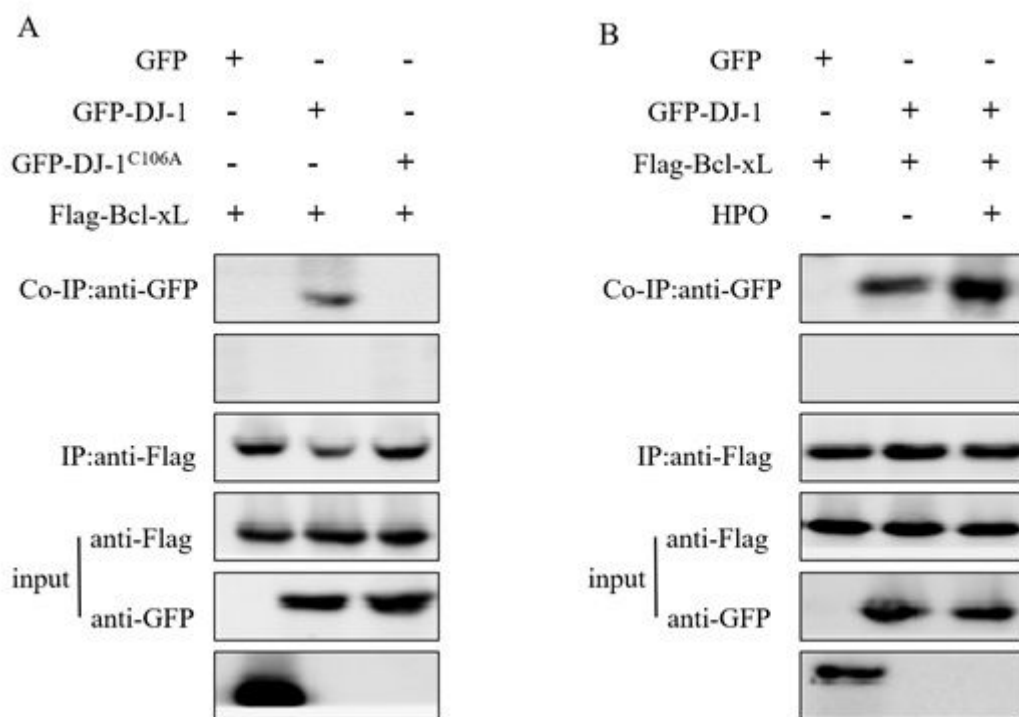 A
GFP + - -
GFP-DJ-1 - + -
GFP-DJ-1C106A - - +
Flag-Bcl-xL + + +
Co-IP:anti-GFP
IP:anti-Flag
anti-Flag
input
anti-GFP
B
GFP + - -
GFP-DJ-1 - + +
Flag-Bcl-xL + + +
HPO - - +
Co-IP:anti-GFP
IP:anti-Flag
anti-Flag
input
anti-GFP